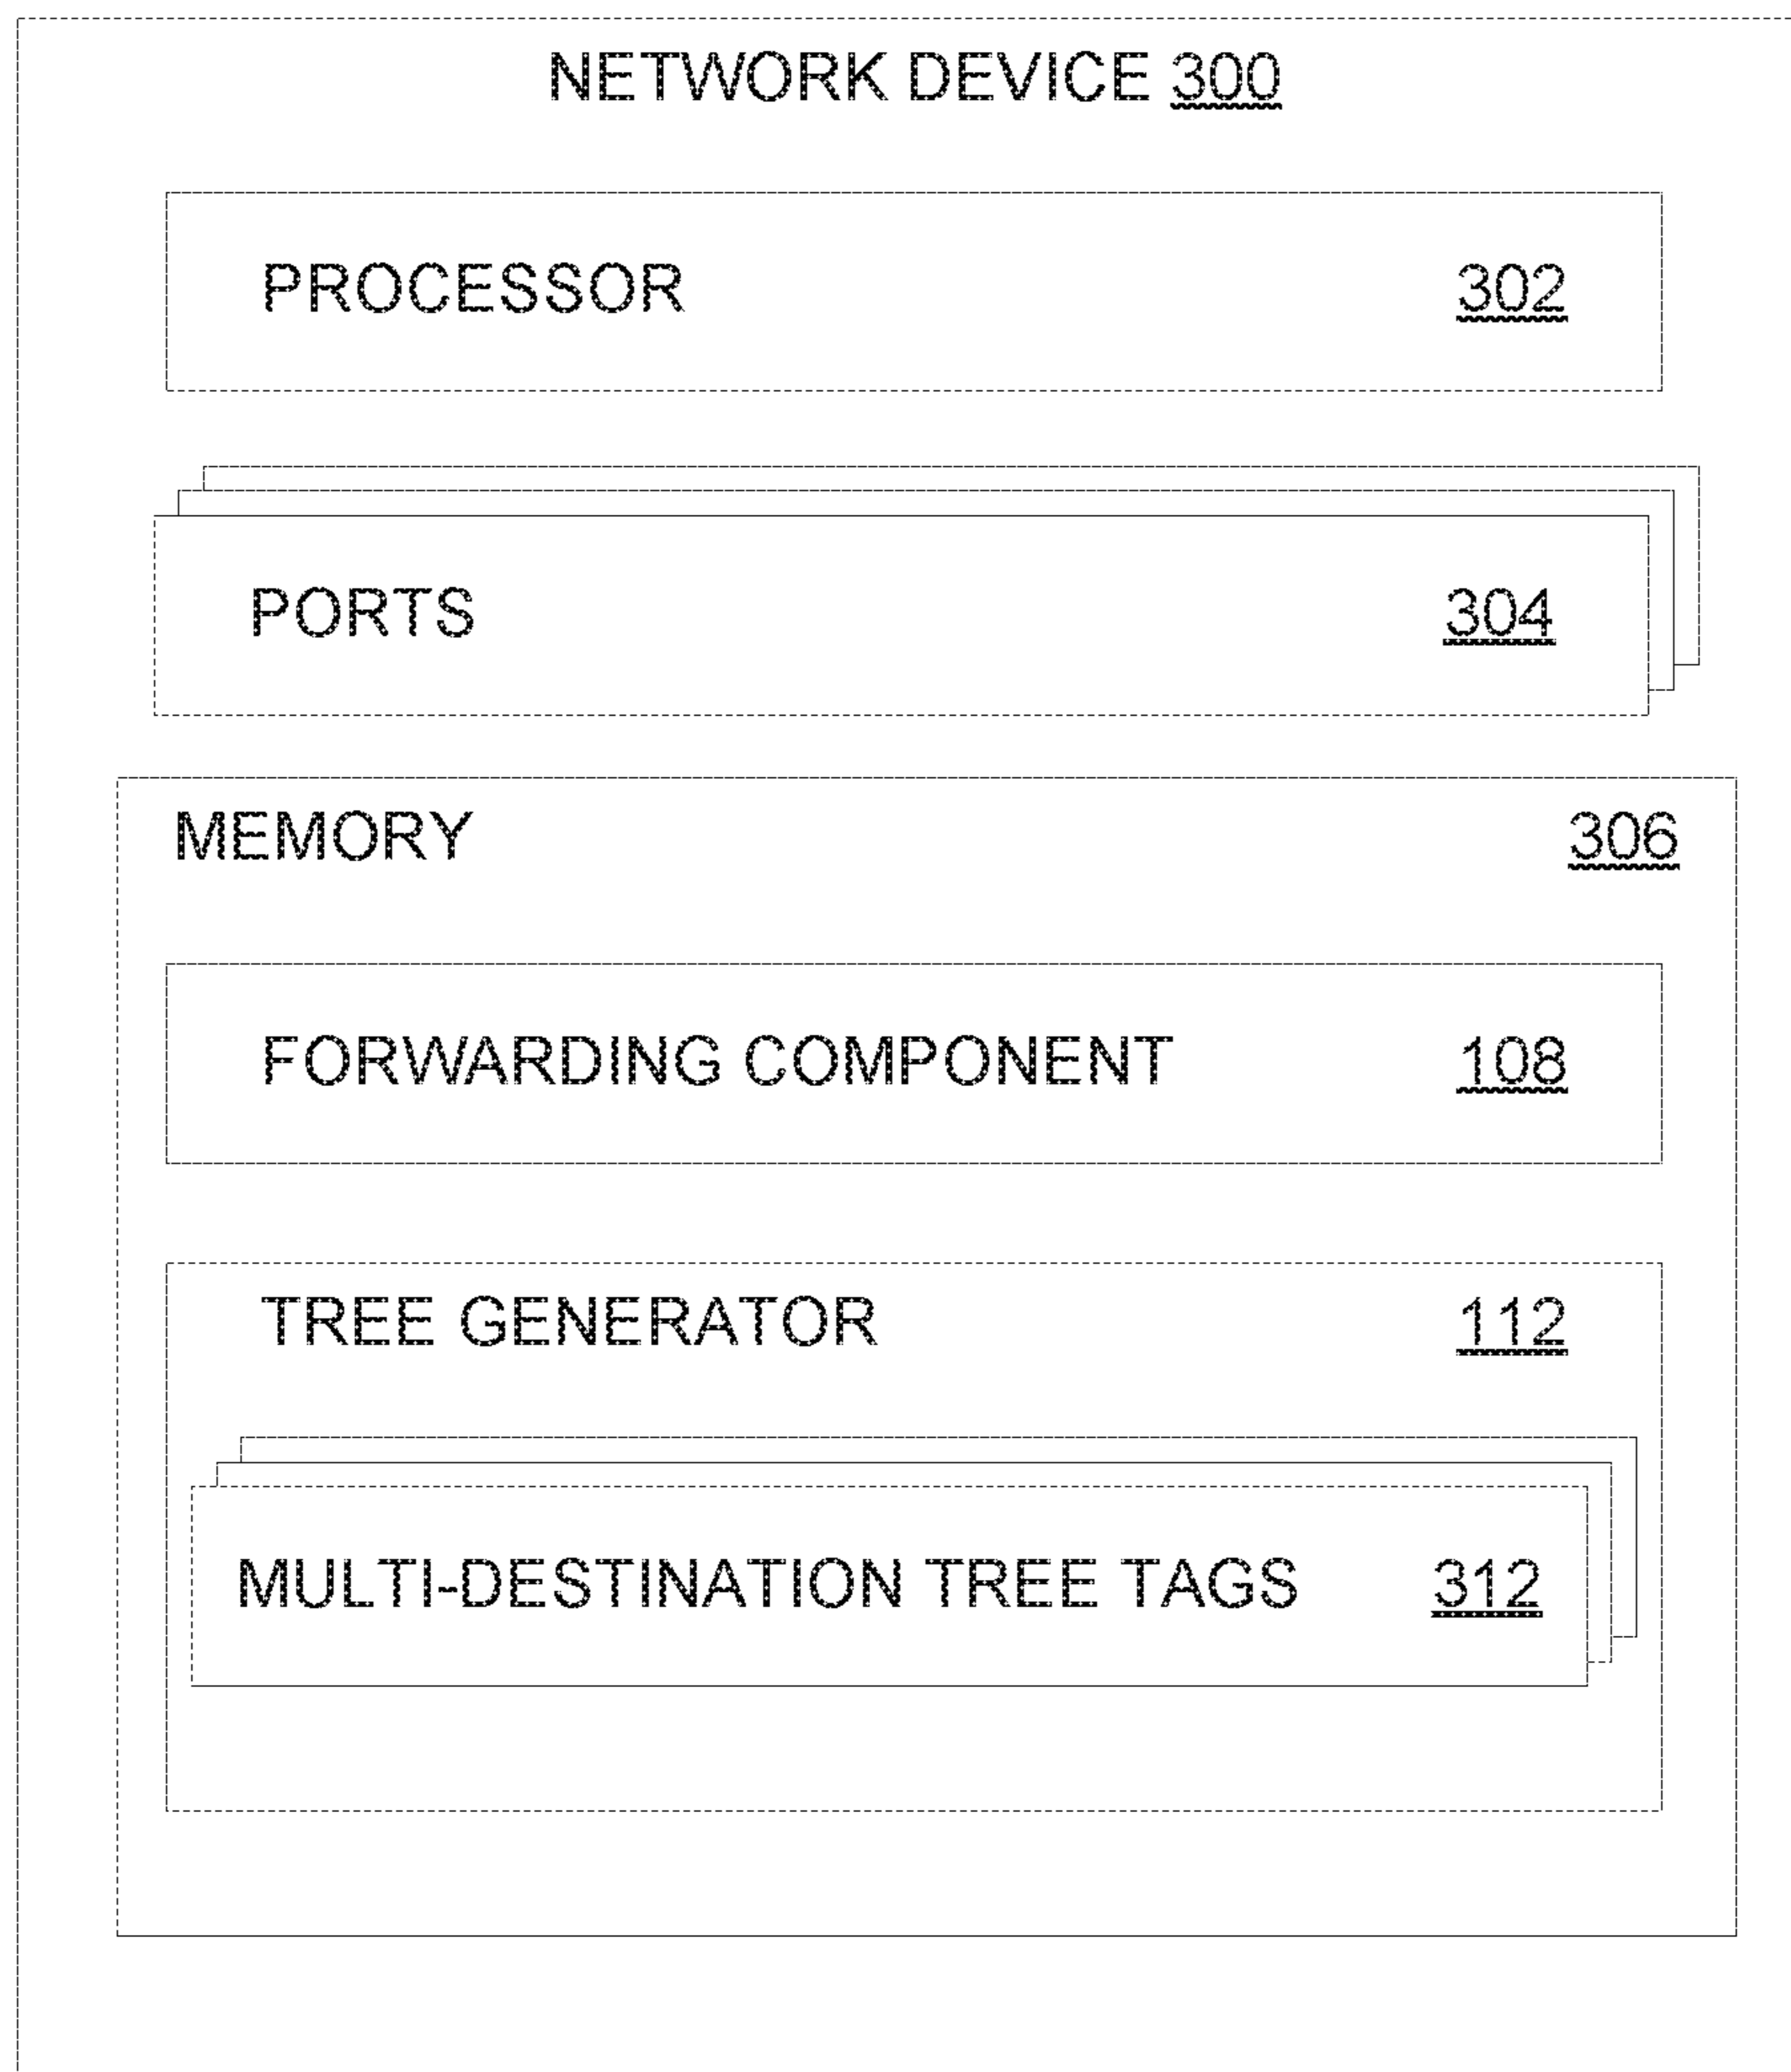 NETWORK DEVICE 300
PROCESSOR 302
PORTS 304
MEMORY 306
FORWARDING COMPONENT 108
TREE GENERATOR 112
MULTI-DESTINATION TREE TAGS 312